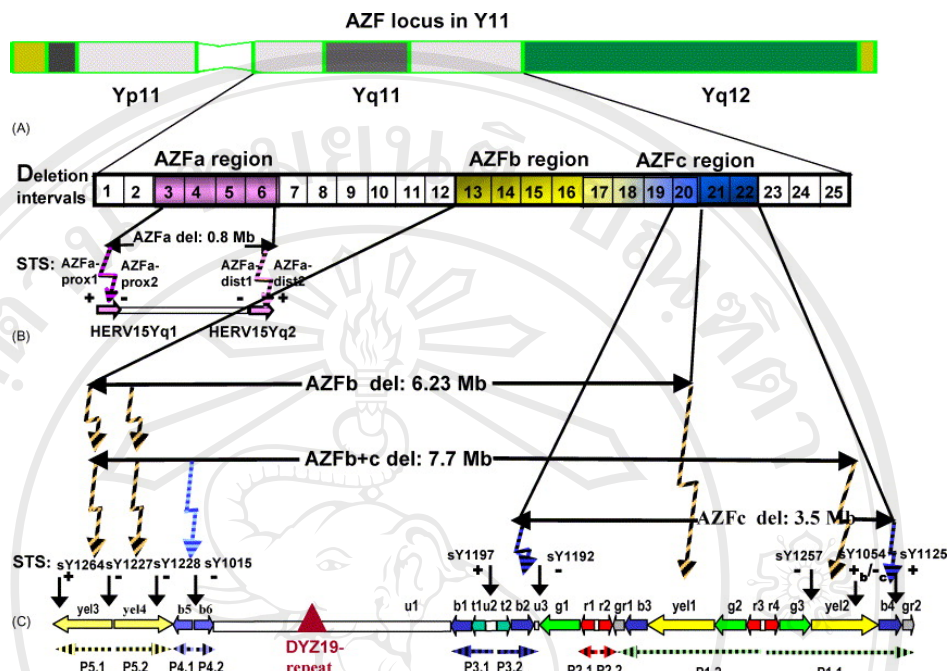 AZF locus in Y11
Yp11 Yq11 Yq12
(A)
AZFa region AZFb region AZFc region
Deletion intervals
1 2 3 4 5 6 7 8 9 10 11 12 13 14 15 16 17 18 19 20 21 22 23 24 25
AZFa del: 0.8 Mb
STS: AZFa-prox1 AZFa-prox2 AZFa-dist1 AZFa-dist2
+ - - +
HERV15Yq1 HERV15Yq2
(B)
AZFb del: 6.23 Mb
AZFb+c del: 7.7 Mb
AZFc del: 3.5 Mb
STS: sY1264 sY1227 sY1228 sY1015 sY1197 sY1192 sY1257 sY1054 sY1125
+ - - - + - - + b/-c +
yel3 yel4 b5 b6 u1 b1 t1 u2 t2 b2 u3 g1 r1 r2 gr1 b3 yel1 g2 r3 r4 g3 yel2 b4 gr2
(C)
DYZ19-
repeat
P5.1 P5.2 P4.1 P4.2 P3.1 P3.2 P2.1 P2.2